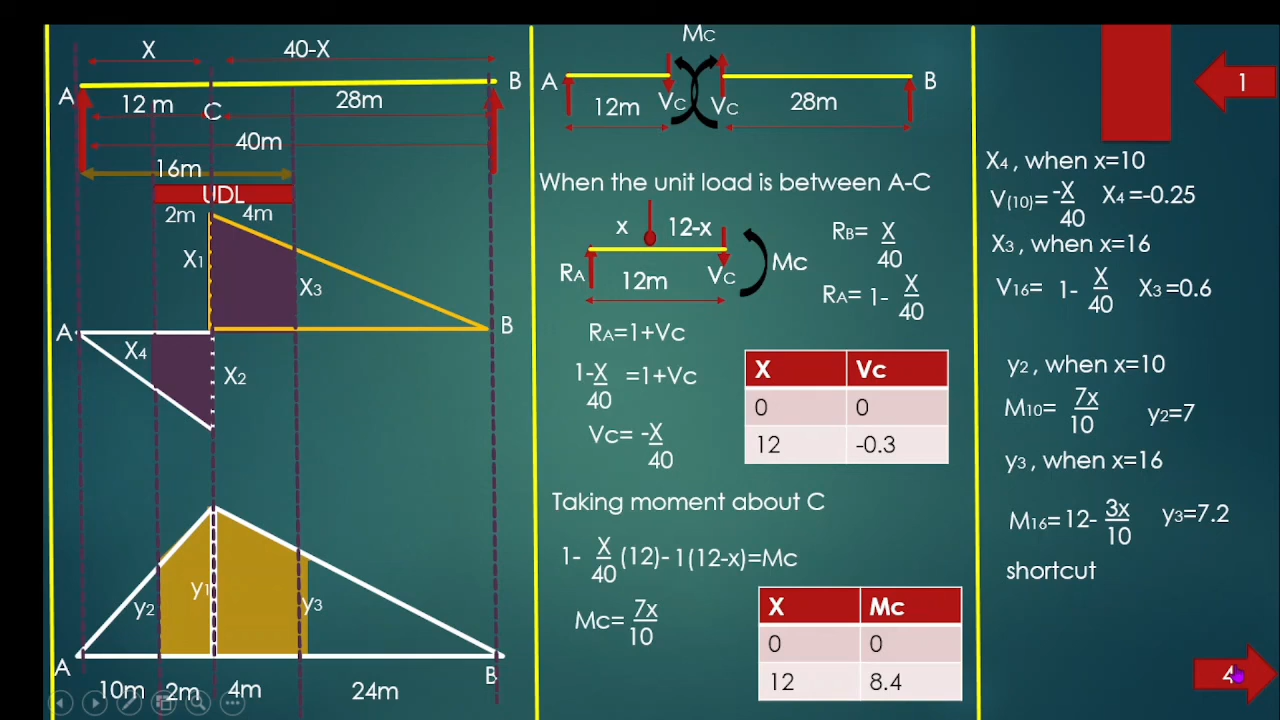 X
40-X
A
B
12 m
C
28m
40m
16m
UDL
2m
4m
X1
X3
A
B
X4
X2
y1
y2
y3
A
B
10m
2m
4m
24m
MC
A
B
12m
VC
VC
28m
When the unit load is between A-C
x
12-x
RA
12m
VC
Mc
RB= X
40
RA= 1- X
40
RA=1+Vc
1-X =1+Vc
40
Vc= -X
40
X Vc
0 0
12 -0.3
Taking moment about C
1- X (12)- 1(12-x)=Mc
40
Mc= 7x
10
X Mc
0 0
12 8.4
1
X4 , when x=10
V(10)= -X X4 =-0.25
40
X3 , when x=16
V16= 1- X X3 =0.6
40
y2 , when x=10
M10= 7x y2=7
10
y3 , when x=16
M16=12- 3x y3=7.2
10
shortcut
4